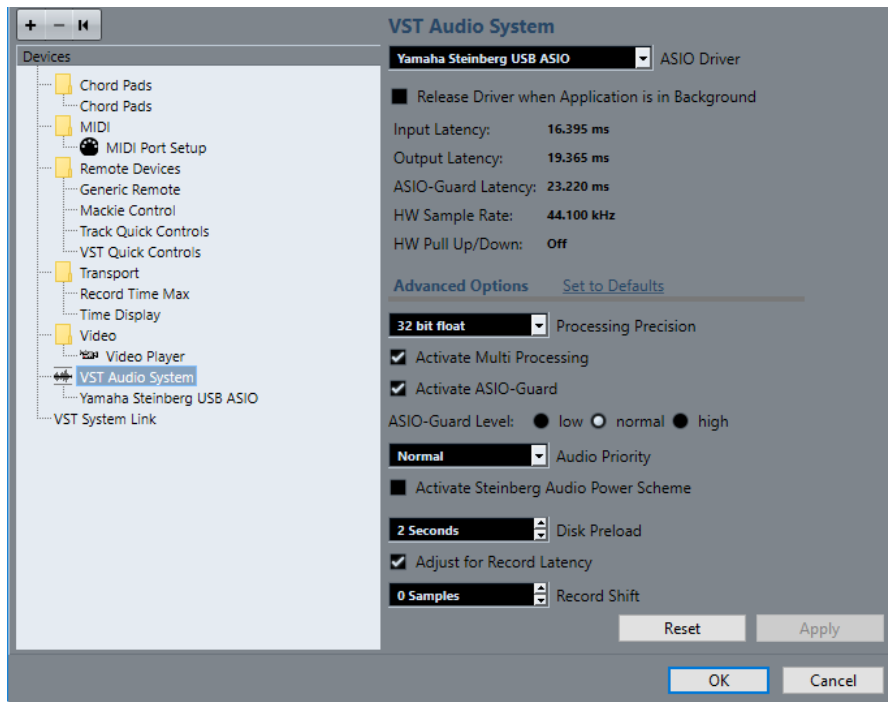 Devices
Chord Pads
Chord Pads
MIDI
MIDI Port Setup
Remote Devices
Generic Remote
Mackie Control
Track Quick Controls
VST Quick Controls
Transport
Record Time Max
Time Display
Video
Video Player
VST Audio System
Yamaha Steinberg USB ASIO
VST System Link
VST Audio System
Yamaha Steinberg USB ASIO ASIO Driver
Release Driver when Application is in Background
Input Latency: 16.395 ms
Output Latency: 19.365 ms
ASIO-Guard Latency: 23.220 ms
HW Sample Rate: 44.100 kHz
HW Pull Up/Down: Off
Advanced Options Set to Defaults
32 bit float Processing Precision
Activate Multi Processing
Activate ASIO-Guard
ASIO-Guard Level: low normal high
Normal Audio Priority
Activate Steinberg Audio Power Scheme
2 Seconds Disk Preload
Adjust for Record Latency
0 Samples Record Shift
Reset Apply
OK Cancel